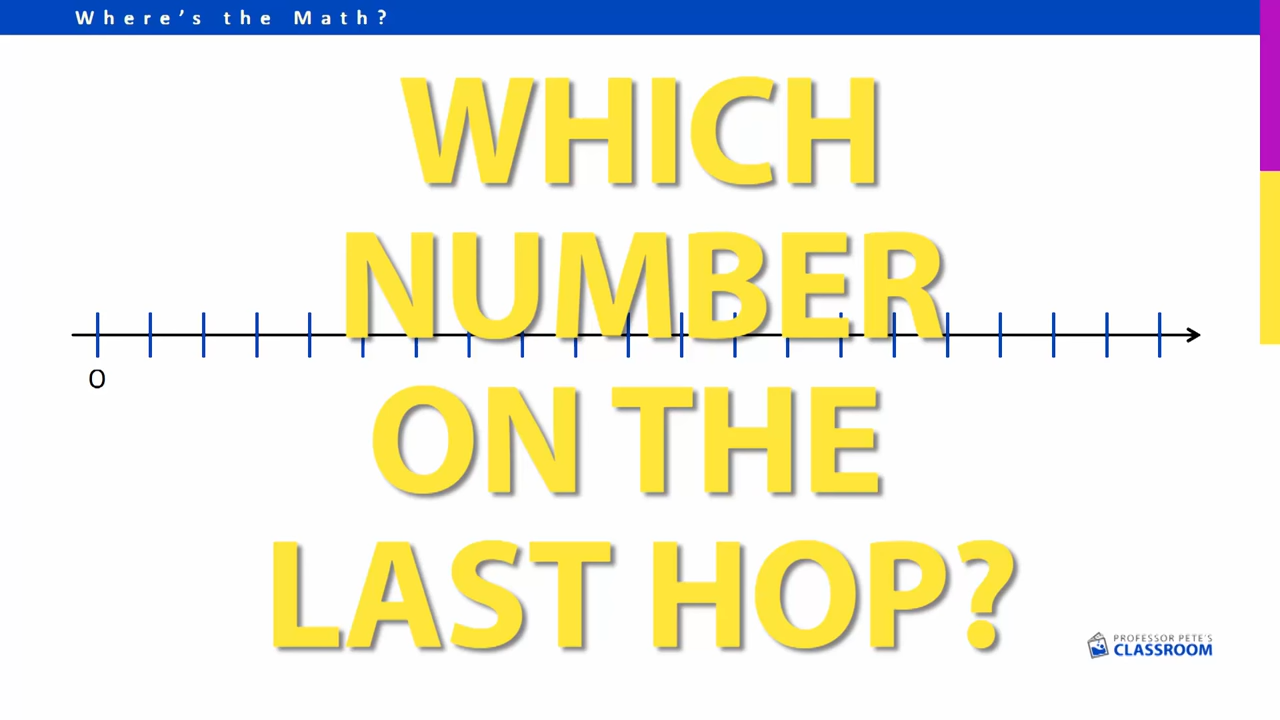 Where's the Math?
WHICH
NUMBER
0
ON THE
LAST HOP?
PROFESSOR PETE'S
CLASSROOM